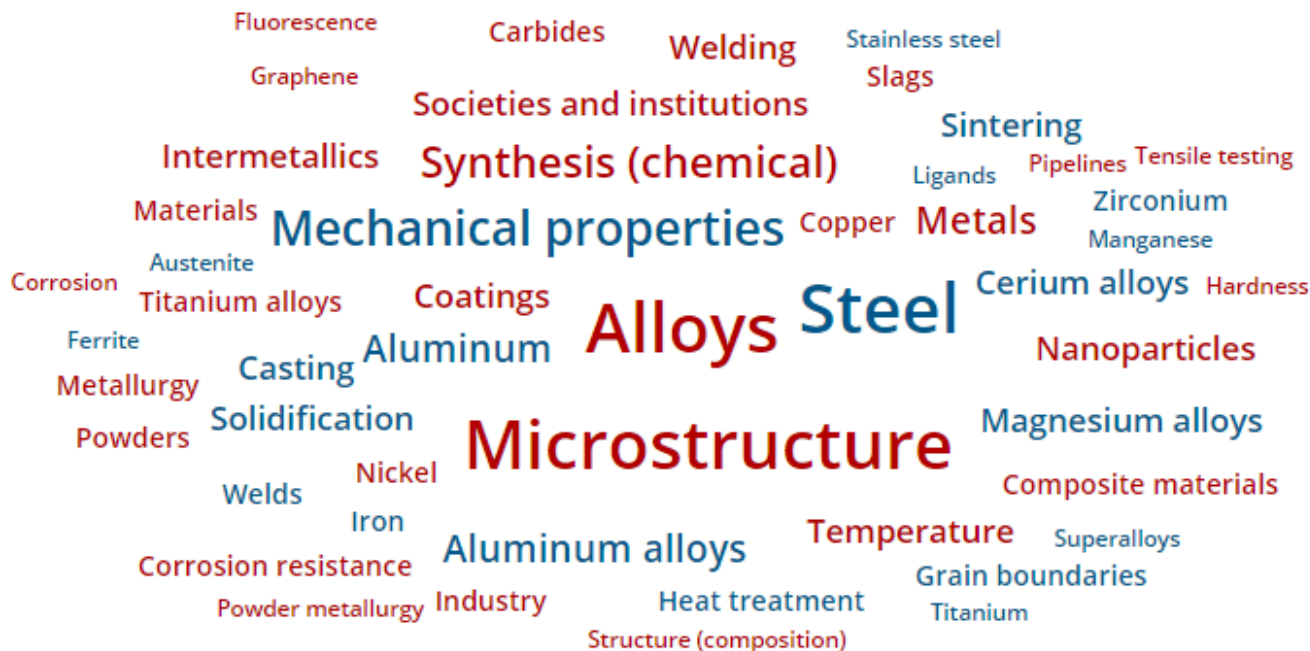 Fluorescence
Carbides
Welding
Stainless steel
Graphene
Slags
Societies and institutions
Sintering
Intermetallics
Synthesis (chemical)
Pipelines
Tensile testing
Ligands
Materials
Mechanical properties
Copper
Metals
Zirconium
Manganese
Austenite
Corrosion
Titanium alloys
Coatings
Alloys
Steel
Cerium alloys
Hardness
Ferrite
Casting
Aluminum
Nanoparticles
Metallurgy
Solidification
Magnesium alloys
Powders
Microstructure
Nickel
Welds
Composite materials
Iron
Temperature
Superalloys
Aluminum alloys
Corrosion resistance
Grain boundaries
Powder metallurgy
Industry
Heat treatment
Titanium
Structure (composition)